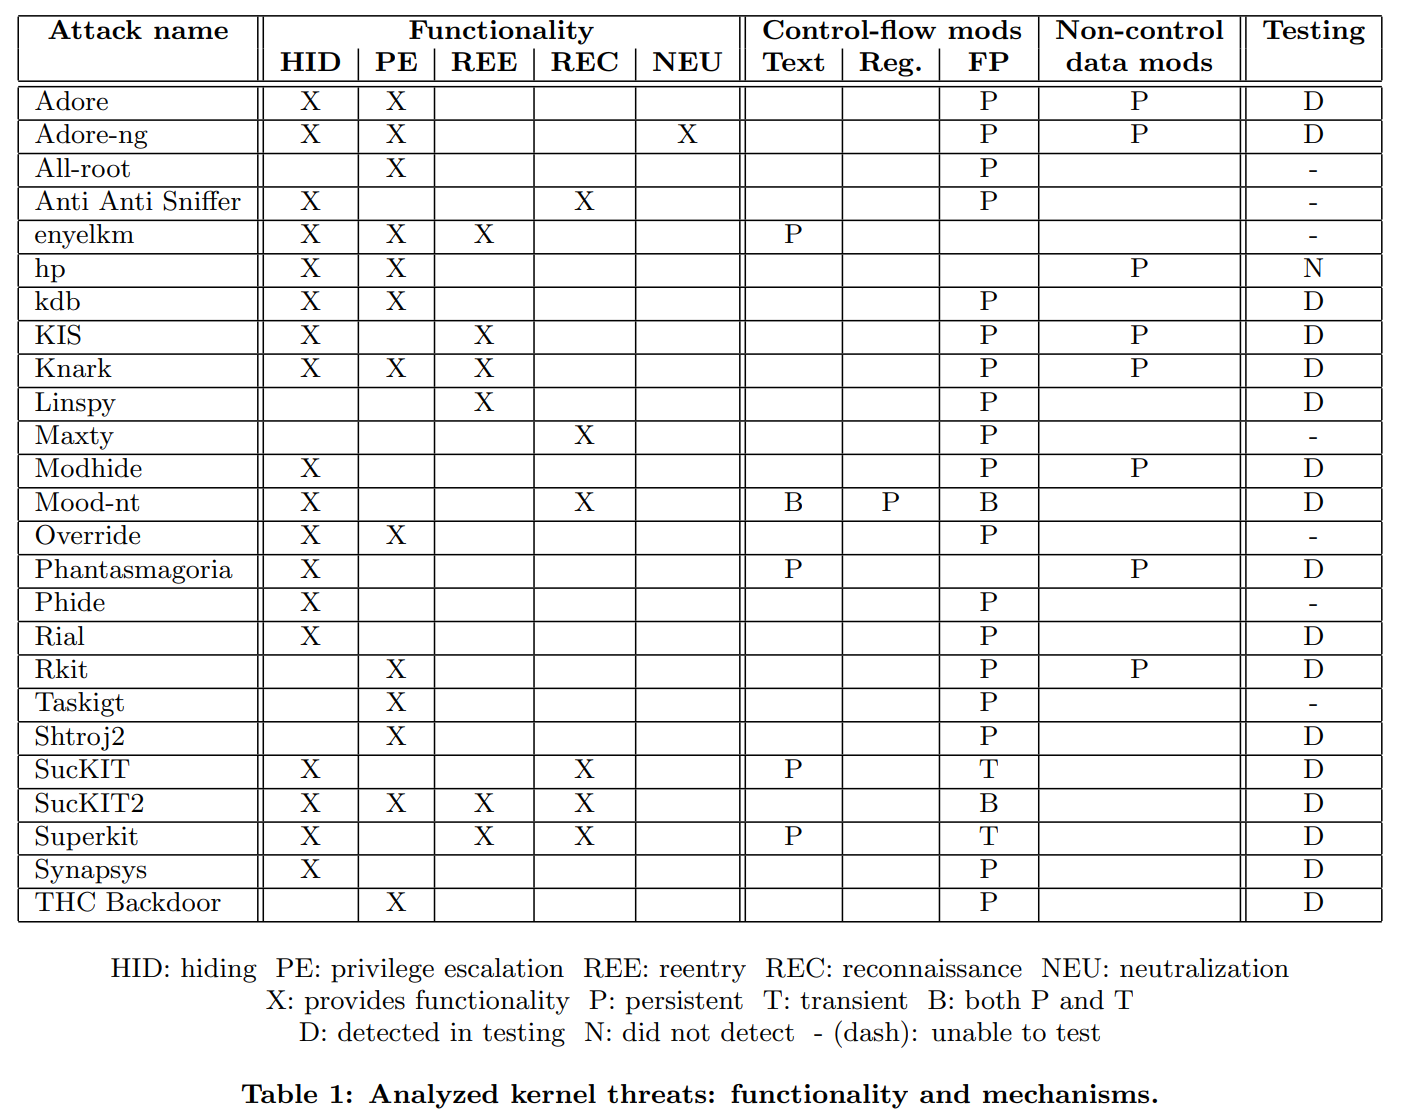 Attack name Functionality Control-flow mods Non-control Testing
HID PE REE REC NEU Text Reg. FP data mods
Adore X X P P D
Adore-ng X X X P P D
All-root X P -
Anti Anti Sniffer X X P -
enyelkm X X X P -
hp X X P N
kdb X X P D
KIS X X P P D
Knark X X X P P D
Linspy X P D
Maxty X P -
Modhide X P P D
Mood-nt X X B P B D
Override X X P -
Phantasmagoria X P P D
Phide X P -
Rial X P D
Rkit X P P D
Taskigt X P -
Shtroj2 X P D
SucKIT X X P T D
SucKIT2 X X X X B D
Superkit X X X P T D
Synapsys X P D
THC Backdoor X P D
HID: hiding PE: privilege escalation REE: reentry REC: reconnaissance NEU: neutralization
X: provides functionality P: persistent T: transient B: both P and T
D: detected in testing N: did not detect - (dash): unable to test
Table 1: Analyzed kernel threats: functionality and mechanisms.